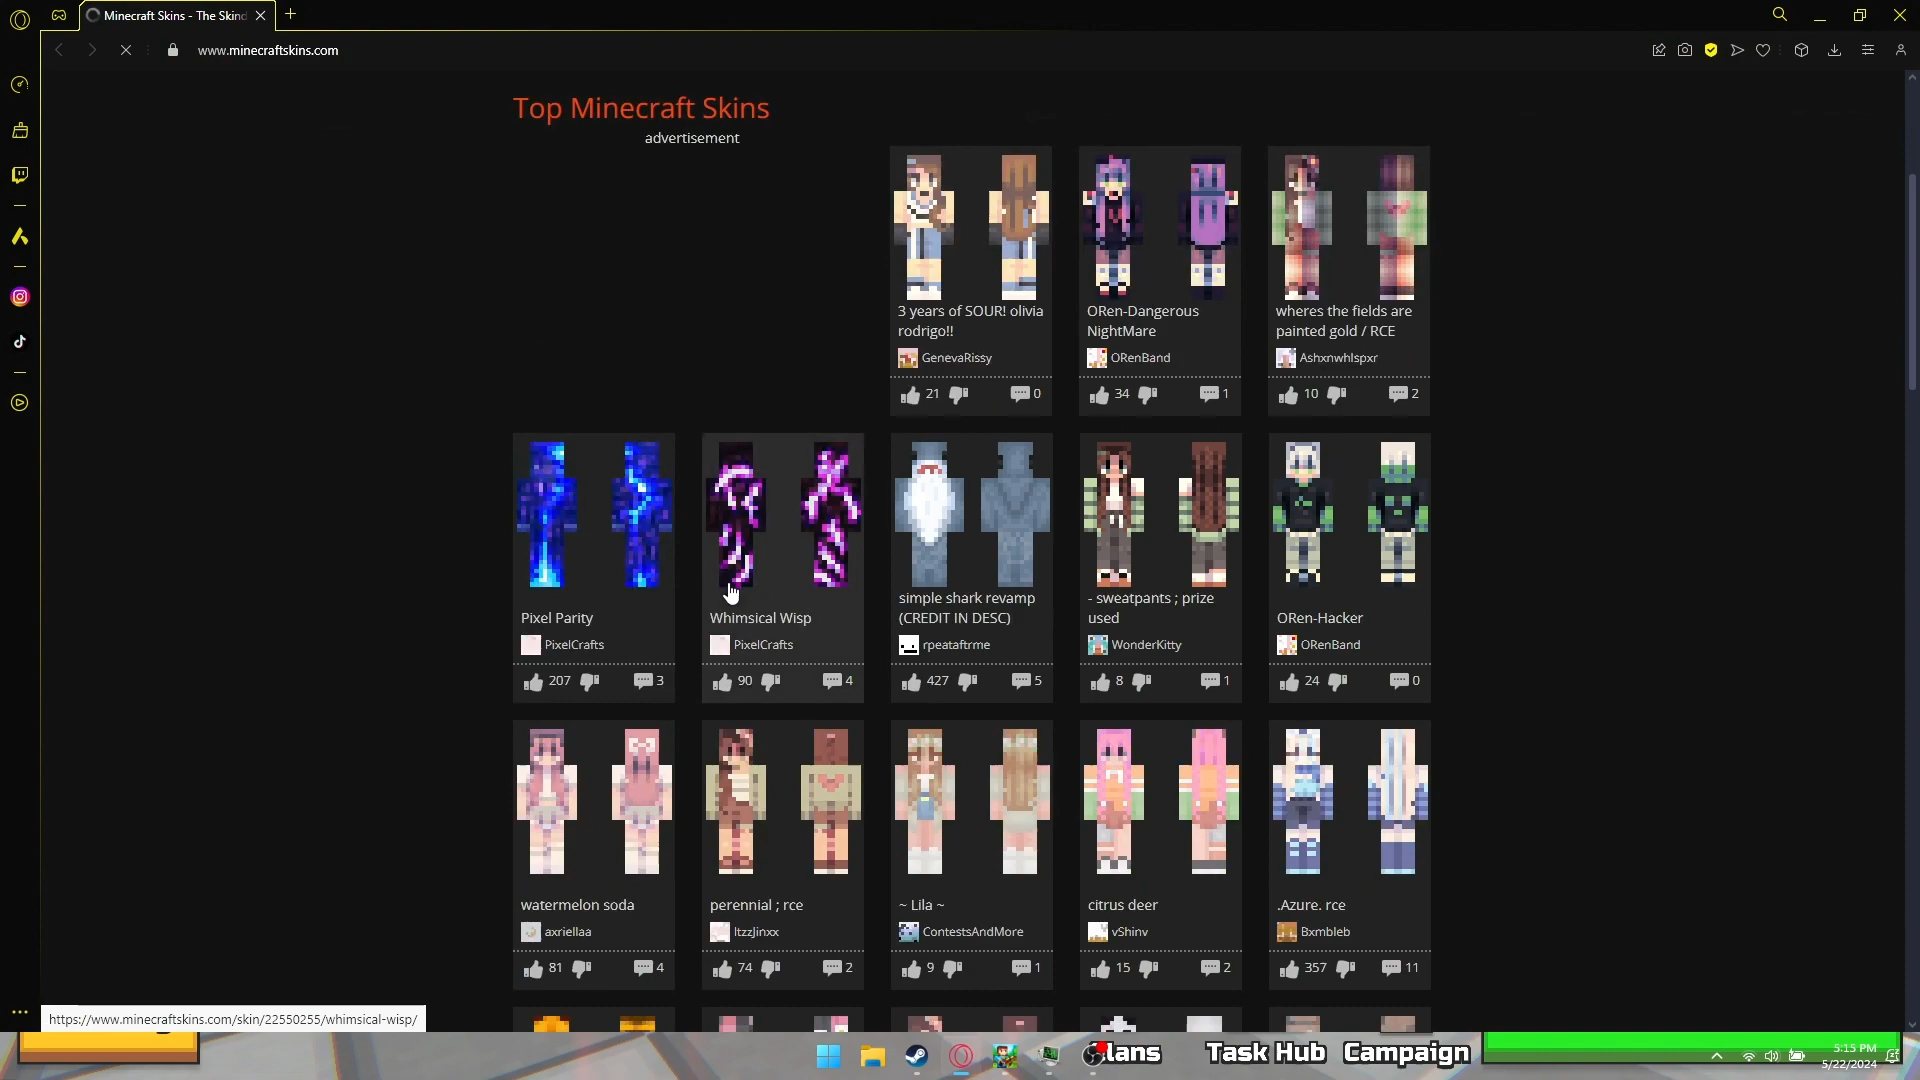 Minecraft Skins - The Skind
www.minecraftskins.com
Top Minecraft Skins
advertisement
3 years of SOUR! olivia
rodrigo!!
GenevaRissy
21
0
ORen-Dangerous
NightMare
ORenBand
34
1
wheres the fields are
painted gold / RCE
Ashxnwhlspxr
10
2
Pixel Parity
PixelCrafts
207
3
Whimsical Wisp
PixelCrafts
90
4
simple shark revamp
(CREDIT IN DESC)
rpeataftrme
427
5
- sweatpants ; prize
used
WonderKitty
8
1
ORen-Hacker
ORenBand
24
0
watermelon soda
axriellaa
81
4
perennial ; rce
ItzzJinxx
74
2
~ Lila ~
ContestsAndMore
9
1
citrus deer
vShinv
15
2
.Azure. rce
Bxmbleb
357
11
https://www.minecraftskins.com/skin/22550255/whimsical-wisp/
lans
Task Hub
Campaign
5:15 PM
5/22/2024